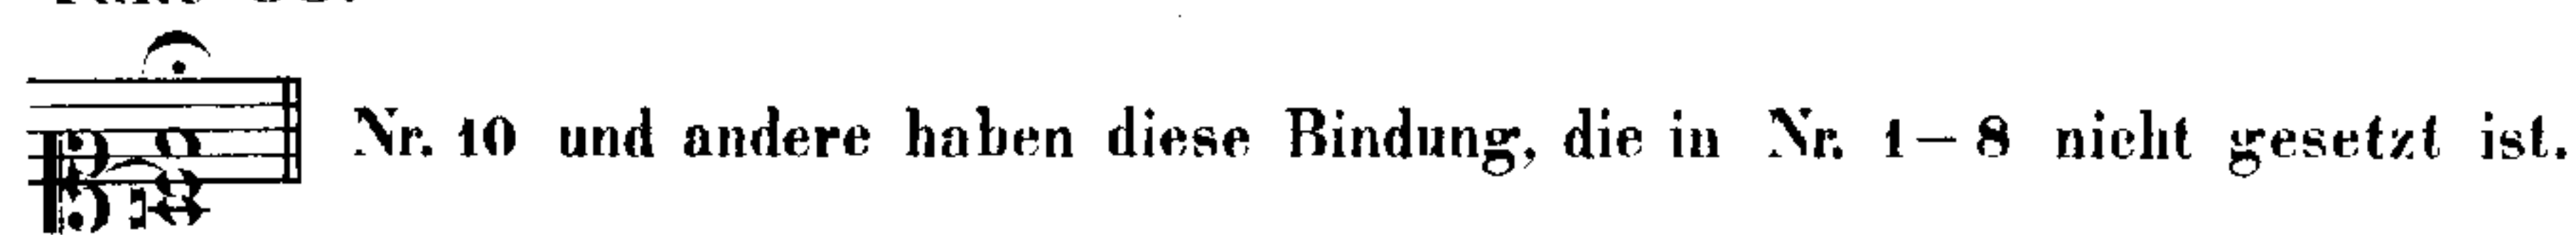 Nr. 10 und andere haben diese Bindung, die in Nr. 1–8 nicht gesetzt ist.